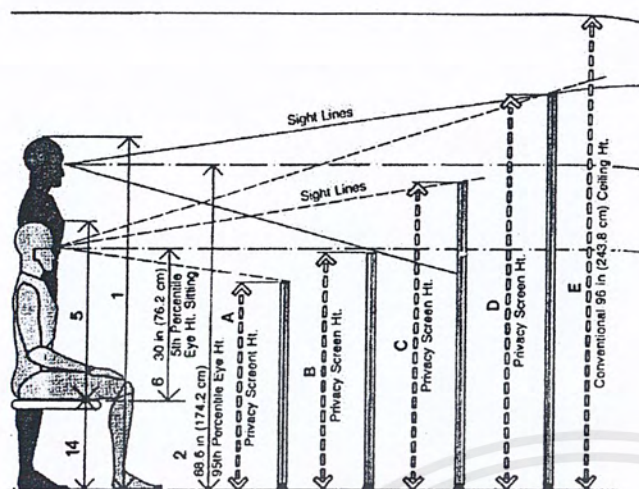 Sight Lines
Sight Lines
14
5
1
6
30 in (76.2 cm)
5th Percentile
Eye Ht. Sitting
2
68.6 in (174.2 cm)
95th Percentile Eye Ht.
A
Privacy Screent Ht.
B
Privacy Screen Ht.
C
Privacy Screen Ht.
D
Privacy Screen Ht.
E
Conventional 96 in (243.8 cm) Ceiling Ht.